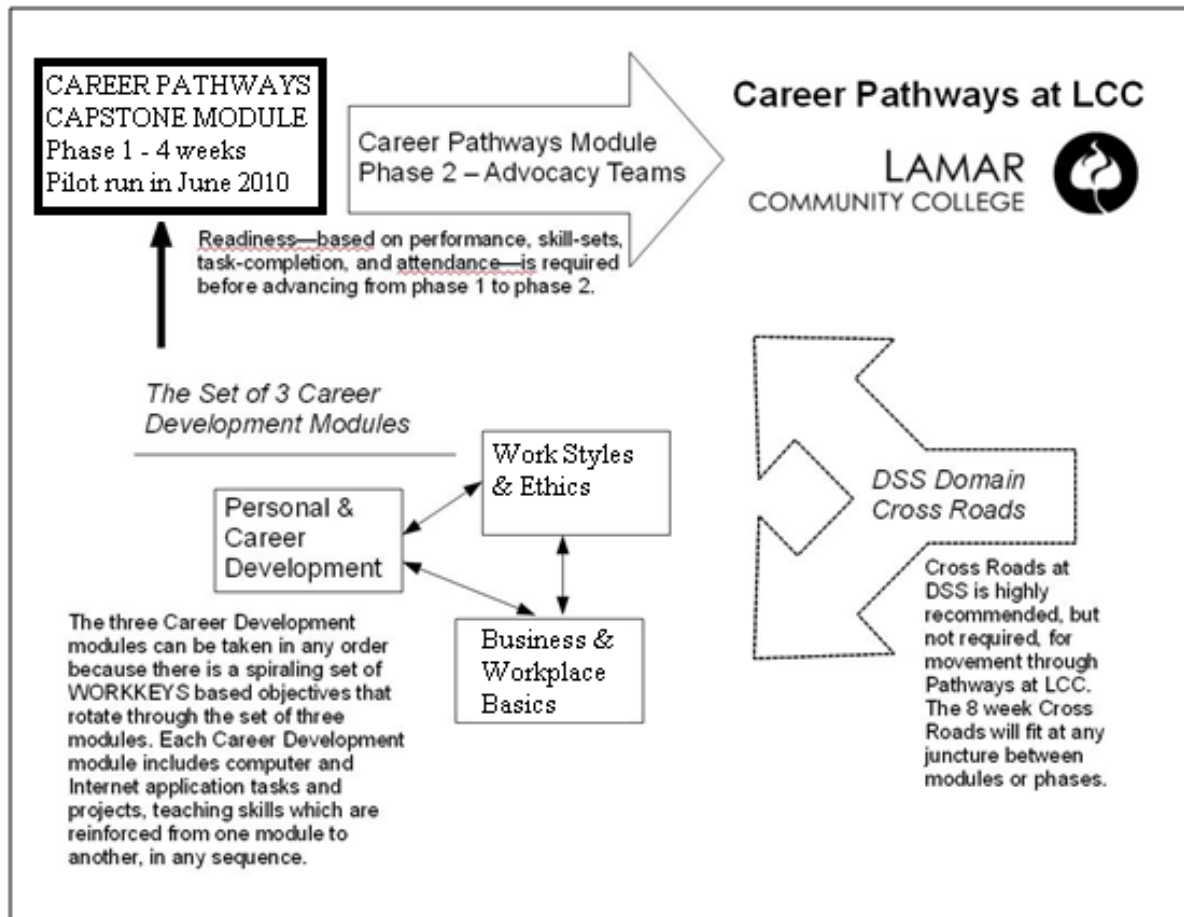 CAREER PATHWAYS
CAPSTONE MODULE
Phase 1 - 4 weeks
Pilot run in June 2010
Career Pathways Module
Phase 2 – Advocacy Teams
Career Pathways at LCC
LAMAR
COMMUNITY COLLEGE
Readiness—based on performance, skill-sets,
task-completion, and attendance—is required
before advancing from phase 1 to phase 2.
The Set of 3 Career
Development Modules
Work Styles
& Ethics
Personal &
Career
Development
Business &
Workplace
Basics
The three Career Development
modules can be taken in any order
because there is a spiraling set of
WORKKEYS based objectives that
rotate through the set of three
modules. Each Career Development
module includes computer and
Internet application tasks and
projects, teaching skills which are
reinforced from one module to
another, in any sequence.
DSS Domain
Cross Roads
Cross Roads at
DSS is highly
recommended, but
not required, for
movement through
Pathways at LCC.
The 8 week Cross
Roads will fit at any
juncture between
modules or phases.